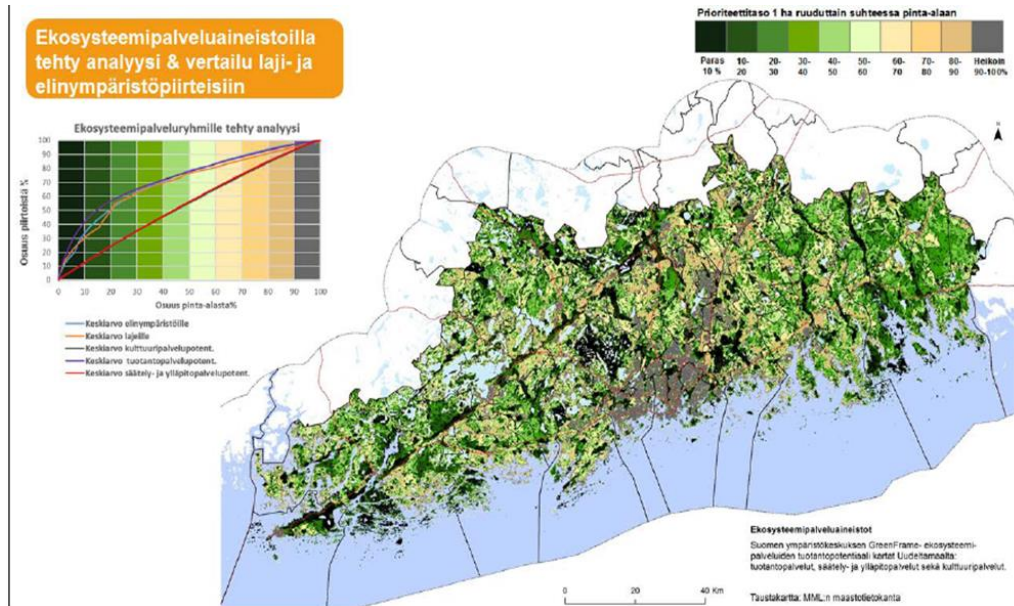 Ekosysteemipalveluaineistoilla
tehty analyysi & vertailu laji- ja
elinympäristöpiirteisiin
Prioriteettitaso 1 ha ruuduttain suhteessa pinta-alaan
Paras 10 %
10-20
20-30
30-40
40-50
50-60
60-70
70-80
80-90
Heikoin 90-100%
Ekosysteemipalveluryhmille tehty analyysi
Osuus piirteistä %
100
90
80
70
60
50
40
30
20
10
0
0 10 20 30 40 50 60 70 80 90 100
Osuus pinta-alasta%
Keskiarvo elinympäristöille
Keskiarvo lajeille
Keskiarvo kulttuuripalvelupotent.
Keskiarvo tuotantopalvelupotent.
Keskiarvo säätely- ja ylläpitopalvelupotent.
N
Ekosysteemipalveluaineistot
Suomen ympäristökeskuksen GreenFrame- ekosysteemi-
palveluiden tuotantopotentiaali kartat Uudeltamaalta:
tuotantopalvelut, säätely- ja ylläpitopalvelut sekä kulttuuripalvelut.
Taustakartta: MML:n maastotietokanta
0 20 40 Km